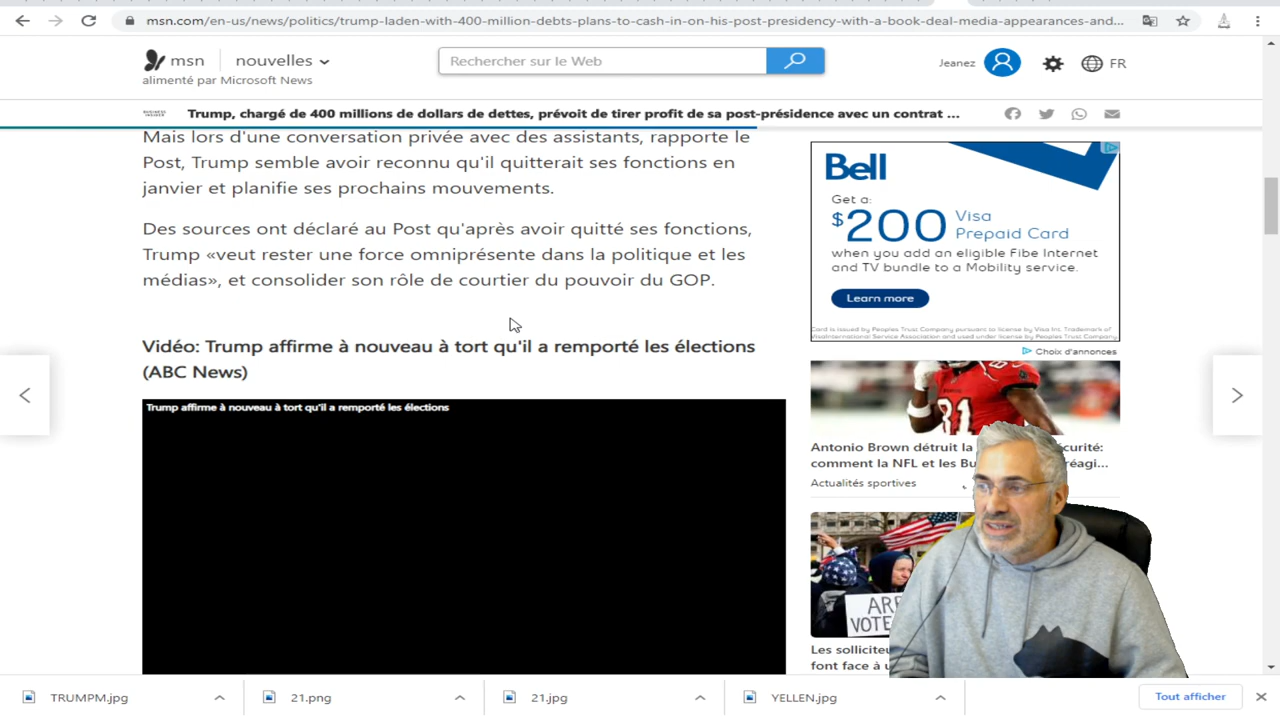 msn.com/en-us/news/politics/trump-laden-with-400-million-debts-plans-to-cash-in-on-his-post-presidency-with-a-book-deal-media-appearances-and...
msn nouvelles
alimenté par Microsoft News
Rechercher sur le Web
Jeanez
FR
BUSINESS INSIDER
Trump, chargé de 400 millions de dollars de dettes, prévoit de tirer profit de sa post-présidence avec un contrat ...
Mais lors d'une conversation privée avec des assistants, rapporte le
Post, Trump semble avoir reconnu qu'il quitterait ses fonctions en
janvier et planifie ses prochains mouvements.
Des sources ont déclaré au Post qu'après avoir quitté ses fonctions,
Trump «veut rester une force omniprésente dans la politique et les
médias», et consolider son rôle de courtier du pouvoir du GOP.
Vidéo: Trump affirme à nouveau à tort qu'il a remporté les élections
(ABC News)
Trump affirme à nouveau à tort qu'il a remporté les élections
Bell
Get a:
$200 Visa
Prepaid Card
when you add an eligible Fibe Internet
and TV bundle to a Mobility service.
Learn more
Card is issued by Peoples Trust Company pursuant to license by Visa Int. Trademark of
Visa International Service Association and used under license by Peoples Trust Company
Choix d'annonces
81
Antonio Brown détruit la
comment la NFL et les
Actualités sportives
VOTE
Les
font face à
TRUMPM.jpg
21.png
21.jpg
YELLEN.jpg
Tout afficher